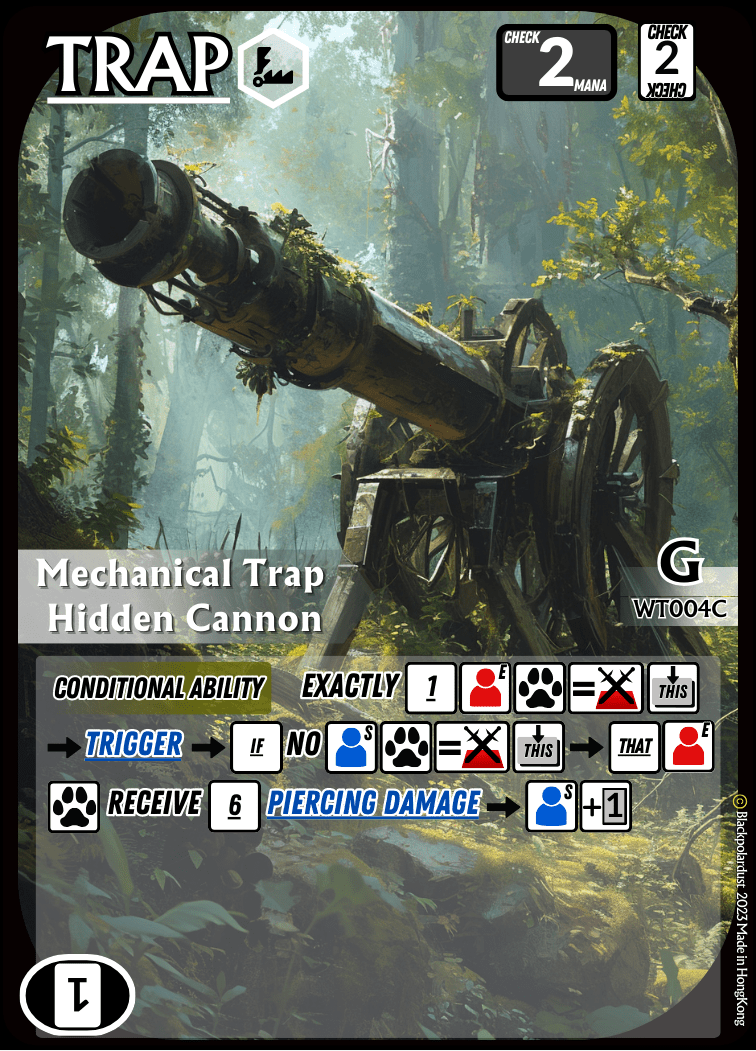 TRAP
CHECK 2 MANA
CHECK 2 CHECK
Mechanical Trap
Hidden Cannon
G
WT004C
CONDITIONAL ABILITY EXACTLY 1 E = THIS
TRIGGER IF NO S = THIS THAT E
RECEIVE 6 PIERCING DAMAGE S +1
1
© Blackpolardust 2023 Made in HongKong